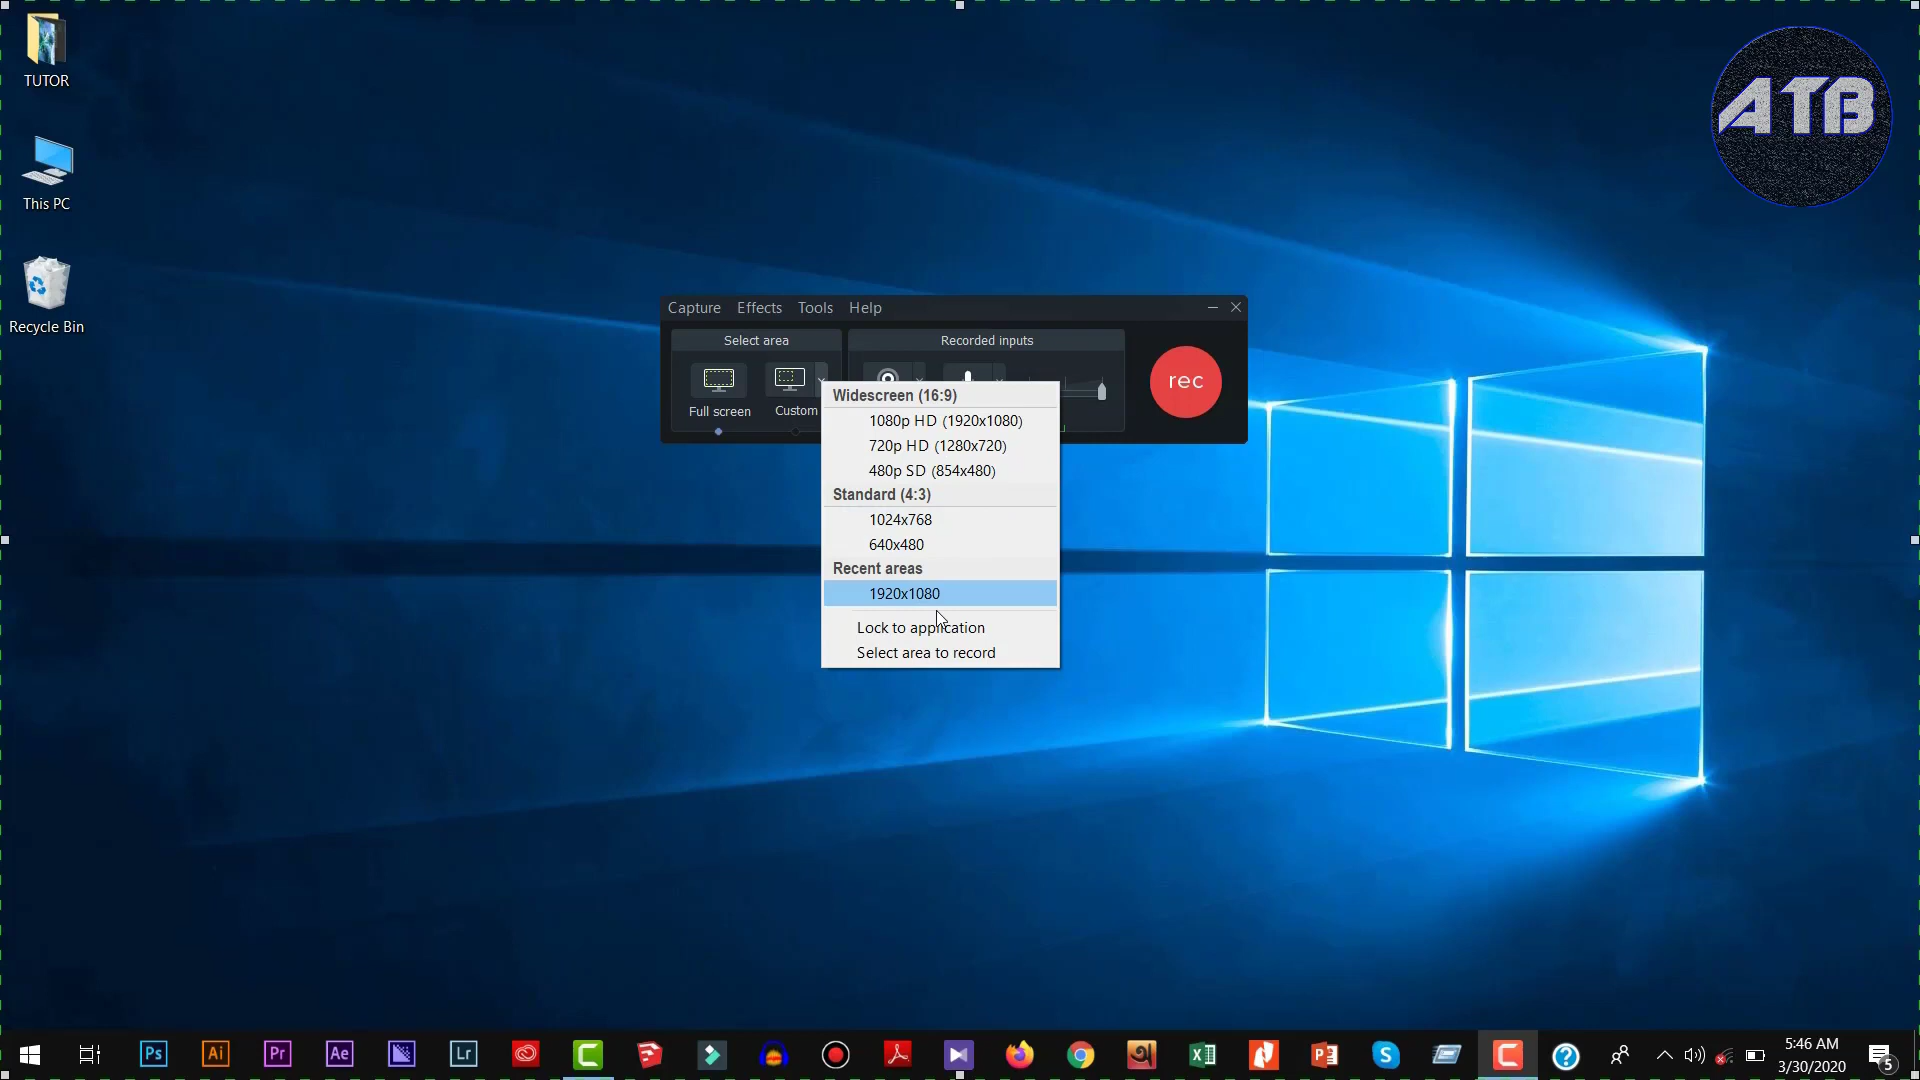 TUTOR
This PC
Recycle Bin
ATB
Capture Effects Tools Help
Select area
Recorded inputs
Full screen
Custom
rec
Widescreen (16:9)
1080p HD (1920x1080)
720p HD (1280x720)
480p SD (854x480)
Standard (4:3)
1024x768
640x480
Recent areas
1920x1080
Lock to application
Select area to record
Ps
Ai
Pr
Ae
Lr
5:46 AM
3/30/2020
5